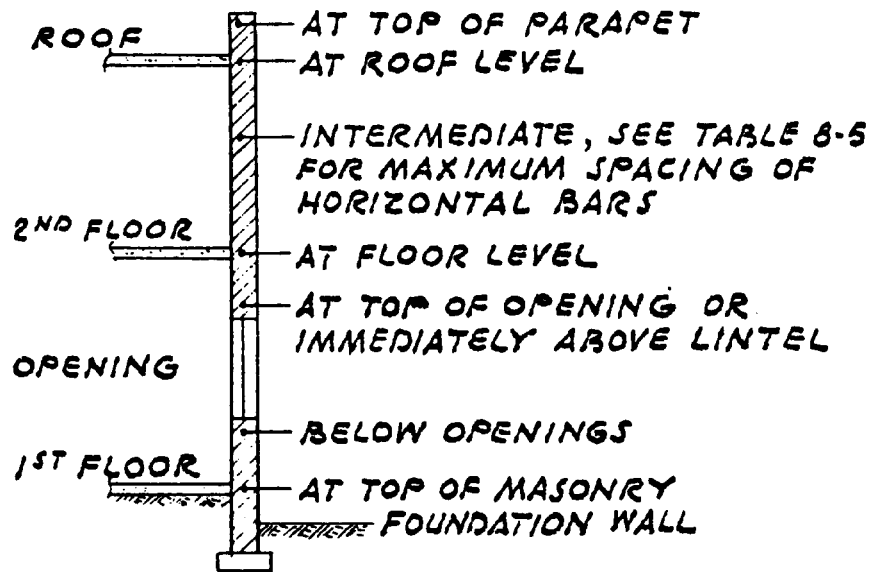 ROOF
AT TOP OF PARAPET
AT ROOF LEVEL
INTERMEDIATE, SEE TABLE 8-5
FOR MAXIMUM SPACING OF
HORIZONTAL BARS
2ND FLOOR
AT FLOOR LEVEL
AT TOP OF OPENING OR
IMMEDIATELY ABOVE LINTEL
OPENING
BELOW OPENINGS
1ST FLOOR
AT TOP OF MASONRY
FOUNDATION WALL